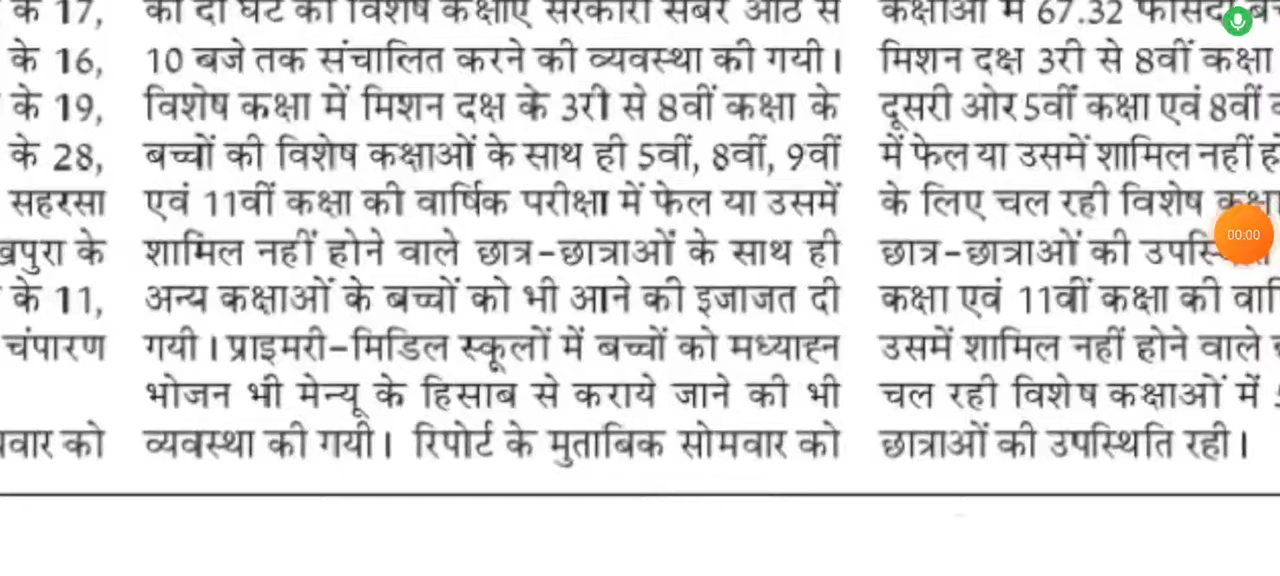 के 17,
के 16,
के 19,
के 28,
सहरसा
के
के 11,
चंपारण
को
को दो घंटे की विशेष कक्षाएं सरकारी सबेरे आठ से
10 बजे तक संचालित करने की व्यवस्था की गयी।
विशेष कक्षा में मिशन दक्ष के 3री से 8वीं कक्षा के
बच्चों की विशेष कक्षाओं के साथ ही 5वीं, 8वीं, 9वीं
एवं 11वीं कक्षा की वार्षिक परीक्षा में फेल या उसमें
शामिल नहीं होने वाले छात्र-छात्राओं के साथ ही
अन्य कक्षाओं के बच्चों को भी आने की इजाजत दी
गयी। प्राइमरी-मिडिल स्कूलों में बच्चों को मध्याह्न
भोजन भी मेन्यू के हिसाब से कराये जाने की भी
व्यवस्था की गयी। रिपोर्ट के मुताबिक सोमवार को
कक्षाओं में 67.32
मिशन दक्ष 3री से 8वीं कक्षा
दूसरी ओर 5वीं कक्षा एवं 8वीं
में फेल या उसमें शामिल नहीं
के लिए चल रही विशेष
छात्र-छात्राओं की
कक्षा एवं 11वीं कक्षा की
उसमें शामिल नहीं होने वाले
चल रही विशेष कक्षाओं में
छात्राओं की उपस्थिति रही।
00:00